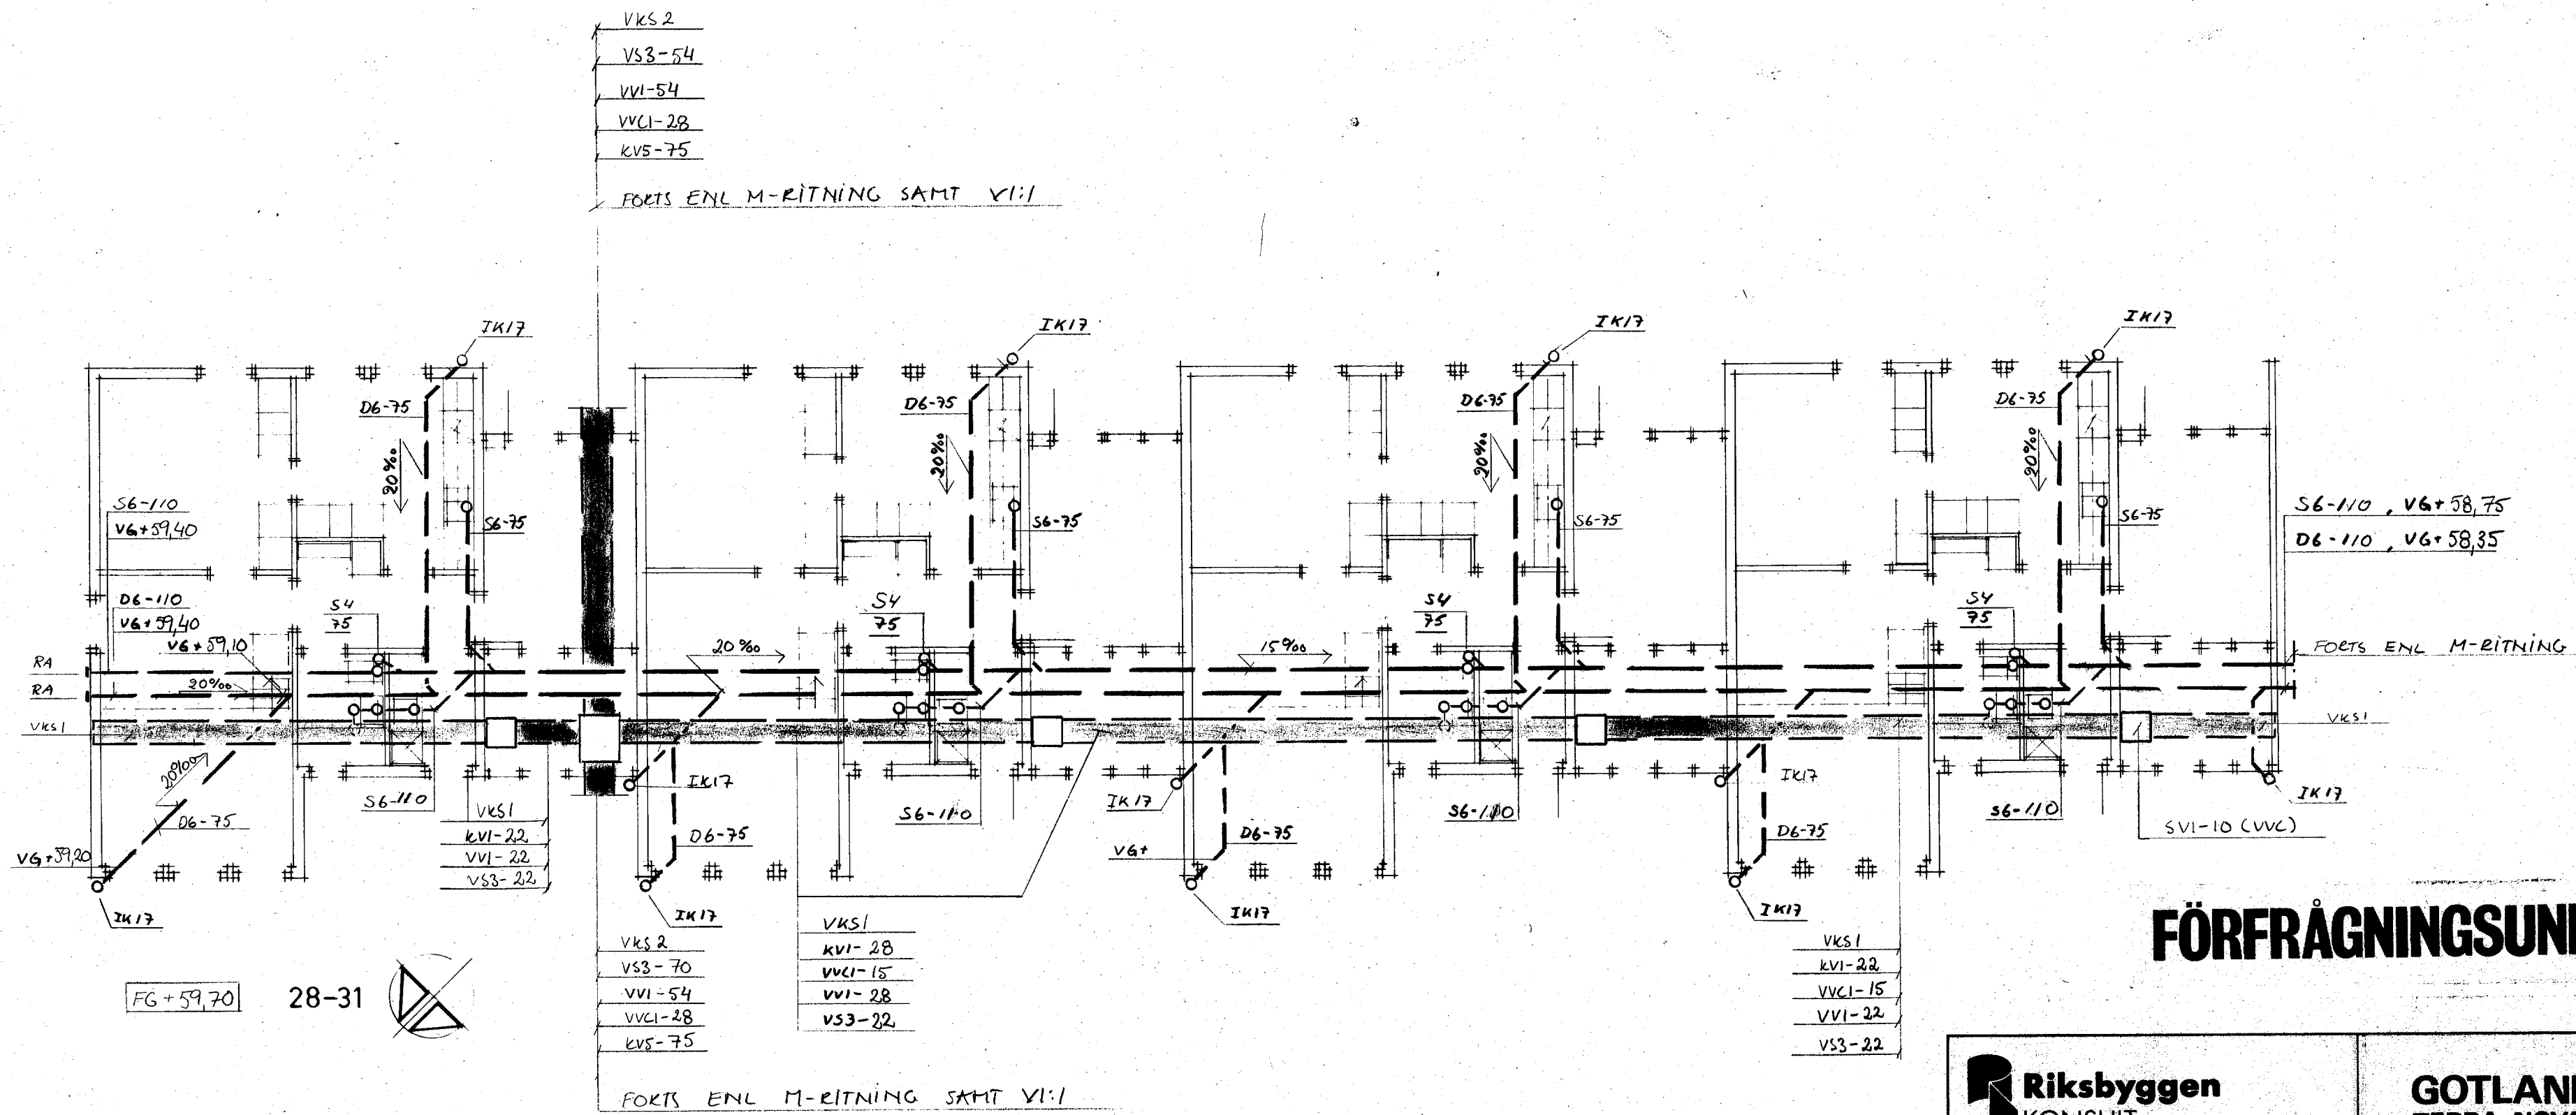 VKS 2
VS3-54
VV1-54
VVC1-28
KV5-75
FORTS ENL M-RITNING SAMT V1:1
IK17
IK17
IK17
IK17
D6-75
D6-75
D6-75
D6-75
20‰
20‰
20‰
20‰
S6-110
VG+59,40
S6-75
S6-75
S6-75
S6-75
S6-110 , VG+58,75
D6-110 , VG+58,35
D6-110
VG+59,40
VG+59,10
S4
75
S4
75
S4
75
S4
75
RA
20‰
15‰
FORTS ENL M-RITNING
RA
20‰
VKS1
VKS1
20‰
IK17
IK17
IK17
IK17
D6-75
S6-110
S6-110
S6-110
S6-110
SV1-10 (VVC)
VKS1
KV1-22
VV1-22
VS3-22
D6-75
D6-75
D6-75
VG+
VG+59,20
IK17
IK17
IK17
IK17
VKS 2
VS3-70
VV1-54
VVC1-28
KV5-75
FORTS ENL M-RITNING SAMT V1:1
VKS1
KV1-28
VVC1-15
VV1-28
VS3-22
VKS1
KV1-22
VVC1-15
VV1-22
VS3-22
FG+59,70
28-31
FÖRFRÅGNINGSUN
Riksbyggen
KONSULT
GOTLAN